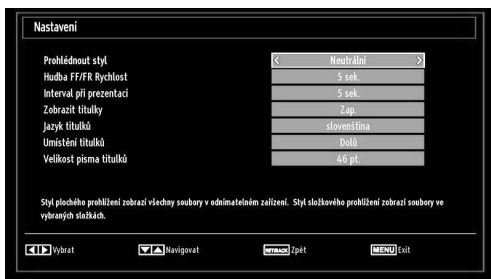 Nastavení
Prohlédnout styl < Neutrální >
Hudba FF/FR Rychlost 5 sek.
Interval při prezentaci 5 sek.
Zobrazit titulky Zap.
Jazyk titulků slovenština
Umístění titulků Dolů
Velikost písma titulků 46 pt.
Styl plochého prohlížení zobrazí všechny soubory v odnímatelném zařízení. Styl složkového prohlížení zobrazí soubory ve
vybraných složkách.
Vybrat Navigovat RETBACK Zpět MENU Exit